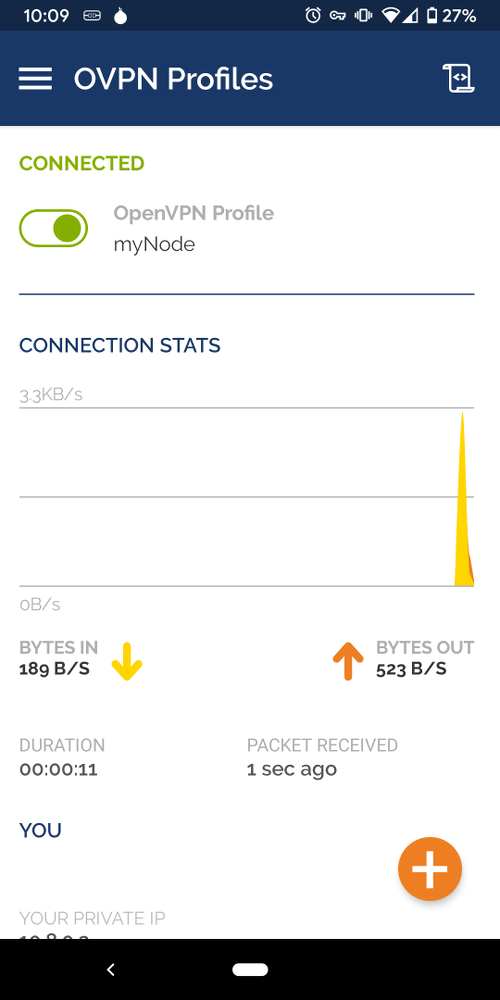 10:09
27%
OVPN Profiles
CONNECTED
OpenVPN Profile
myNode
CONNECTION STATS
3.3KB/s
0B/s
BYTES IN
189 B/S
BYTES OUT
523 B/S
DURATION
00:00:11
PACKET RECEIVED
1 sec ago
YOU
YOUR PRIVATE IP